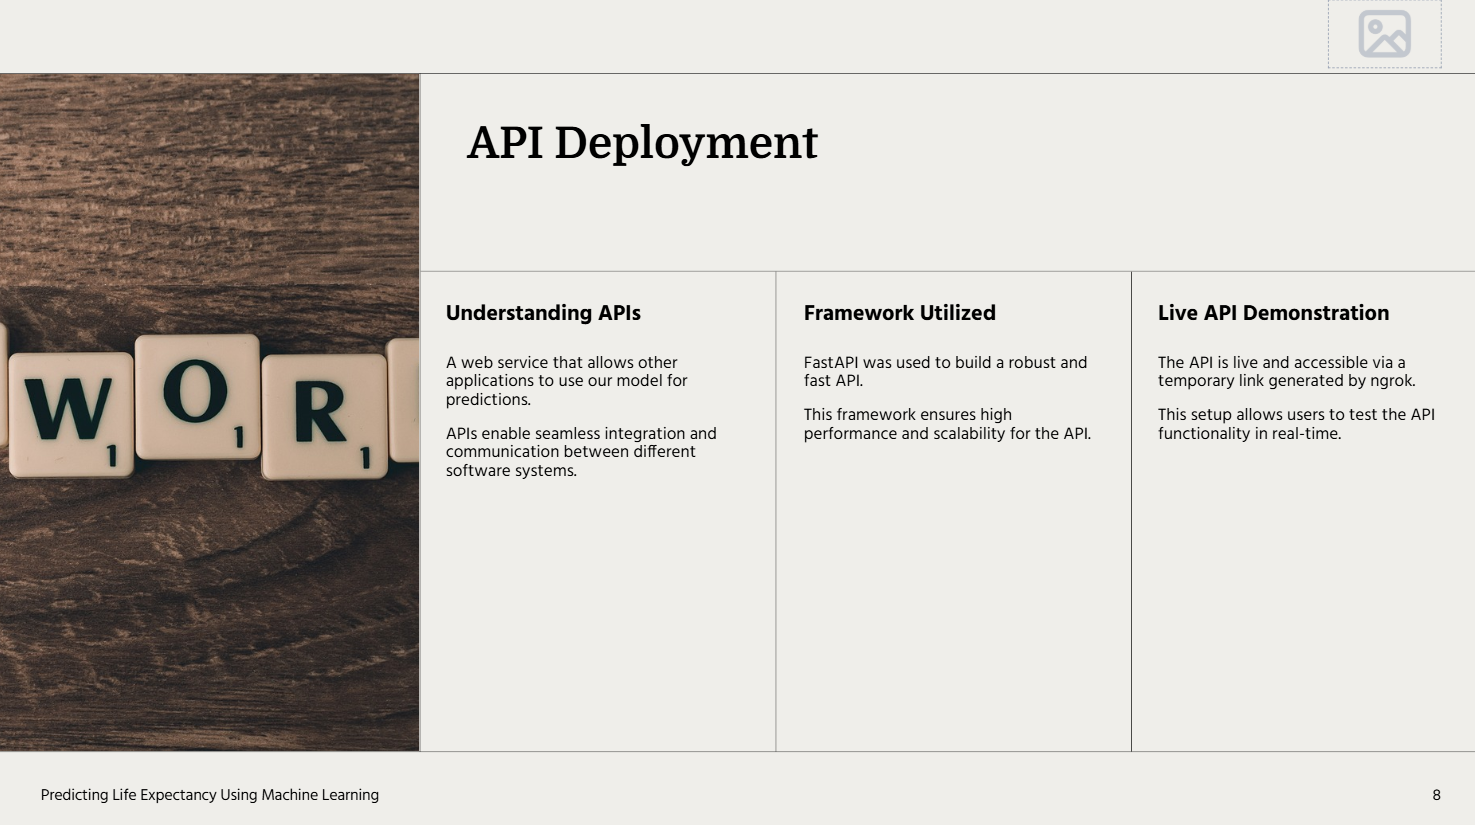 API Deployment
W
1
O
1
R
1
Understanding APIs
A web service that allows other
applications to use our model for
predictions.
APIs enable seamless integration and
communication between different
software systems.
Framework Utilized
FastAPI was used to build a robust and
fast API.
This framework ensures high
performance and scalability for the API.
Live API Demonstration
The API is live and accessible via a
temporary link generated by ngrok.
This setup allows users to test the API
functionality in real-time.
Predicting Life Expectancy Using Machine Learning
8